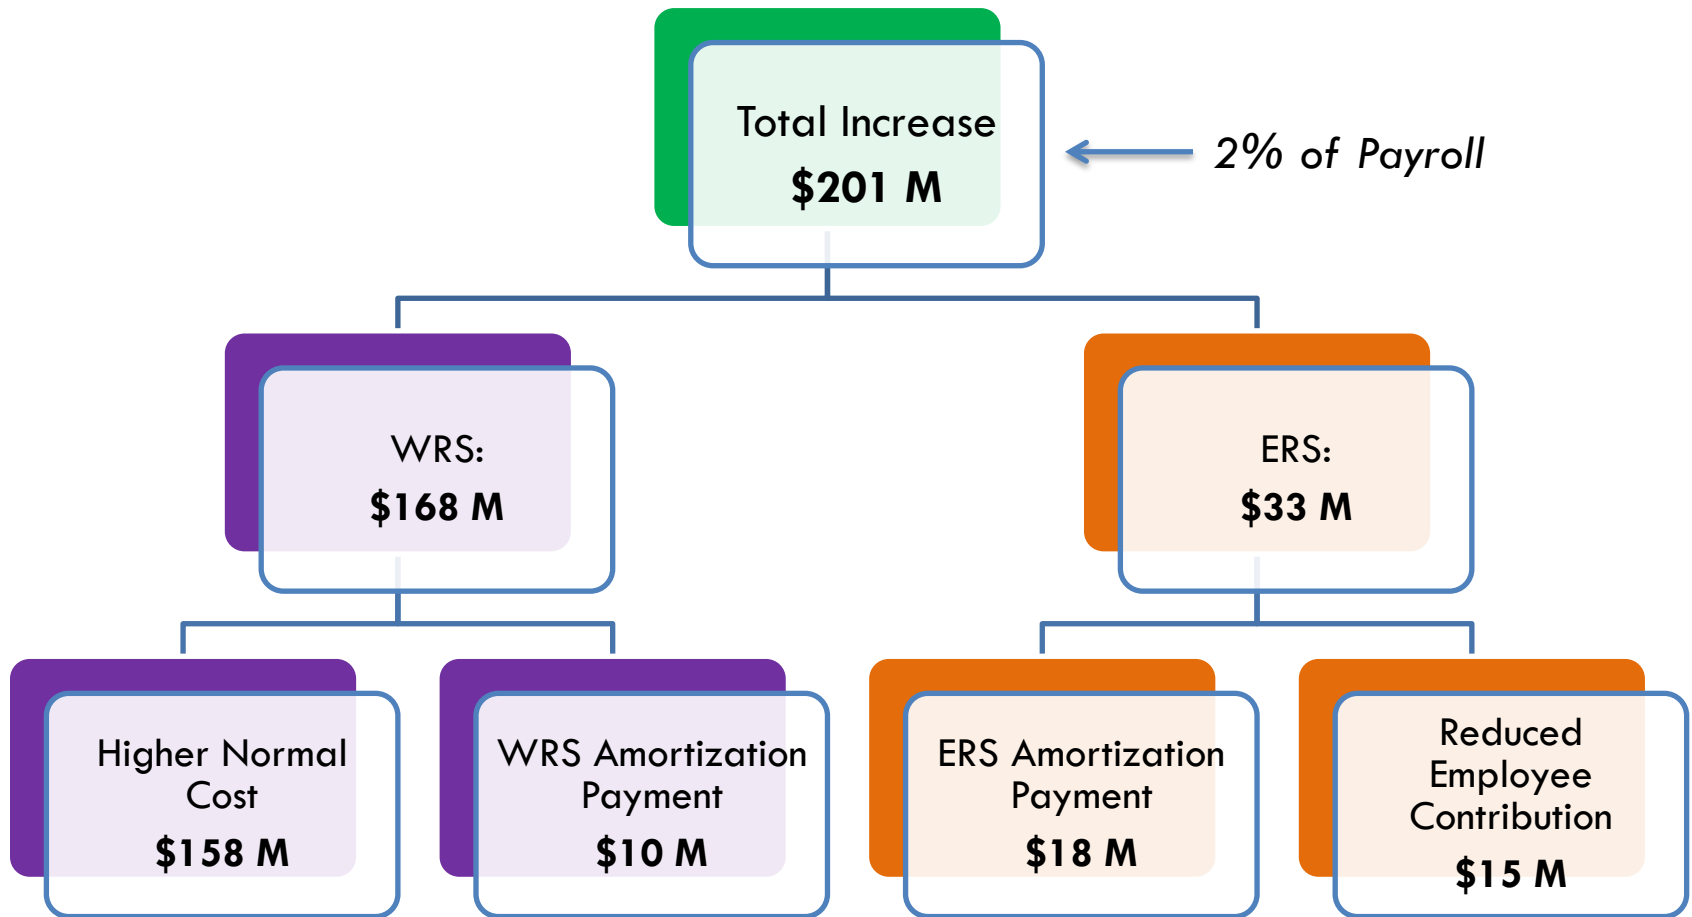 Total Increase
$201 M
2% of Payroll
WRS:
$168 M
ERS:
$33 M
Higher Normal
Cost
$158 M
WRS Amortization
Payment
$10 M
ERS Amortization
Payment
$18 M
Reduced
Employee
Contribution
$15 M